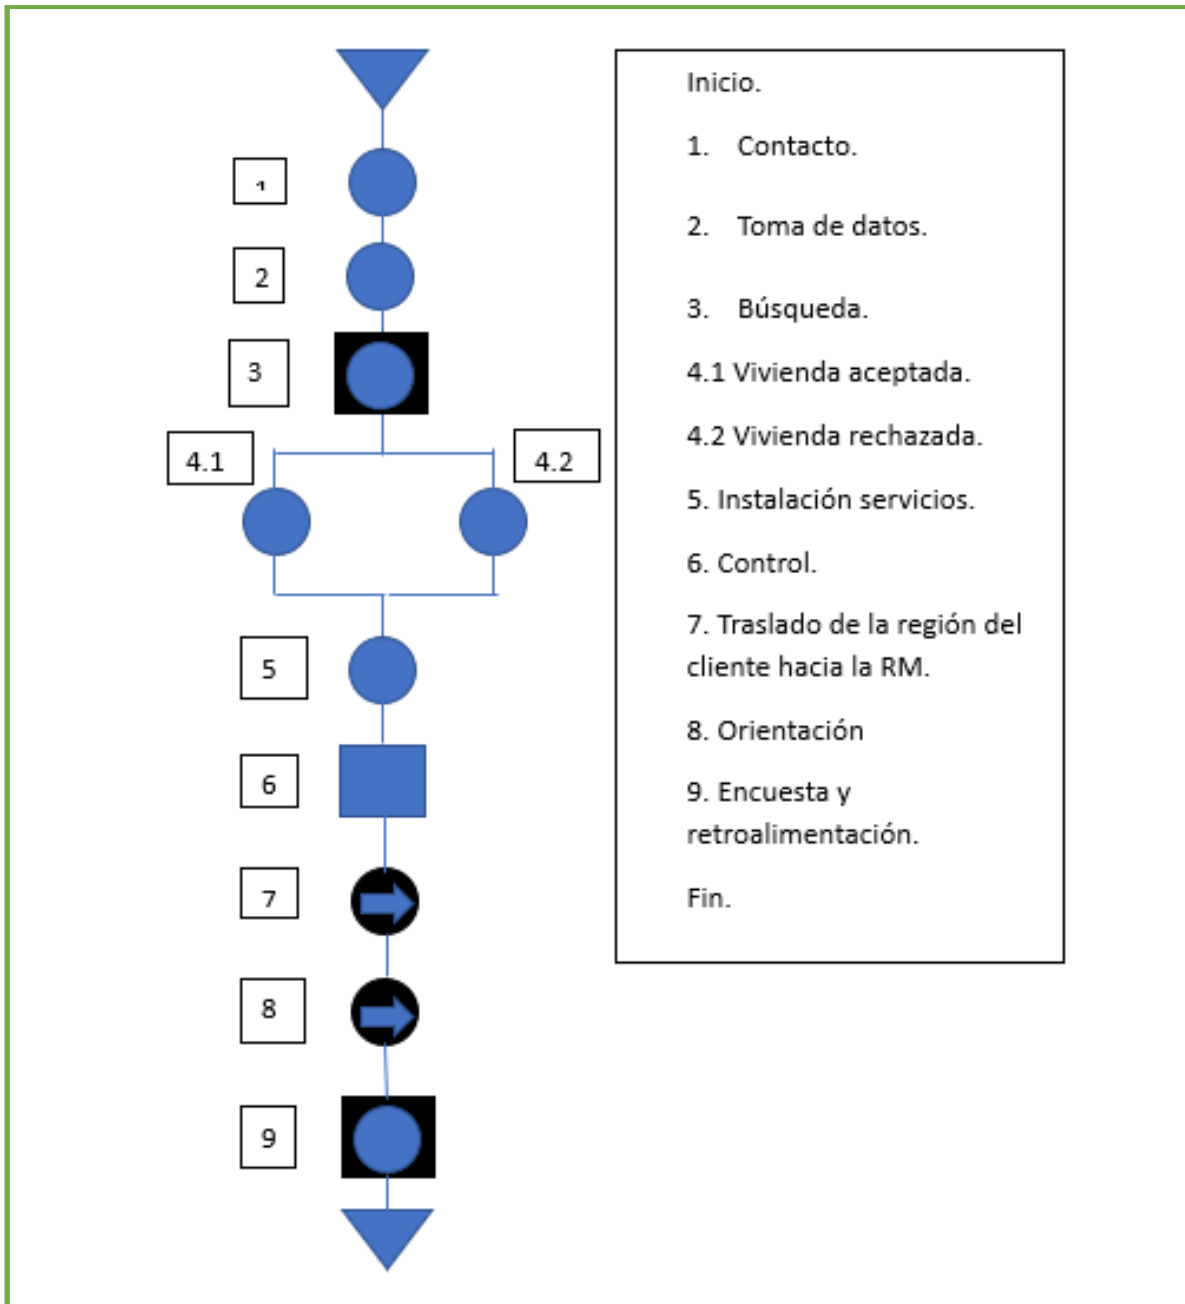 1
2
3
4.1
4.2
5
6
7
8
9
Inicio.
1. Contacto.
2. Toma de datos.
3. Búsqueda.
4.1 Vivienda aceptada.
4.2 Vivienda rechazada.
5. Instalación servicios.
6. Control.
7. Traslado de la región del
cliente hacia la RM.
8. Orientación
9. Encuesta y
retroalimentación.
Fin.